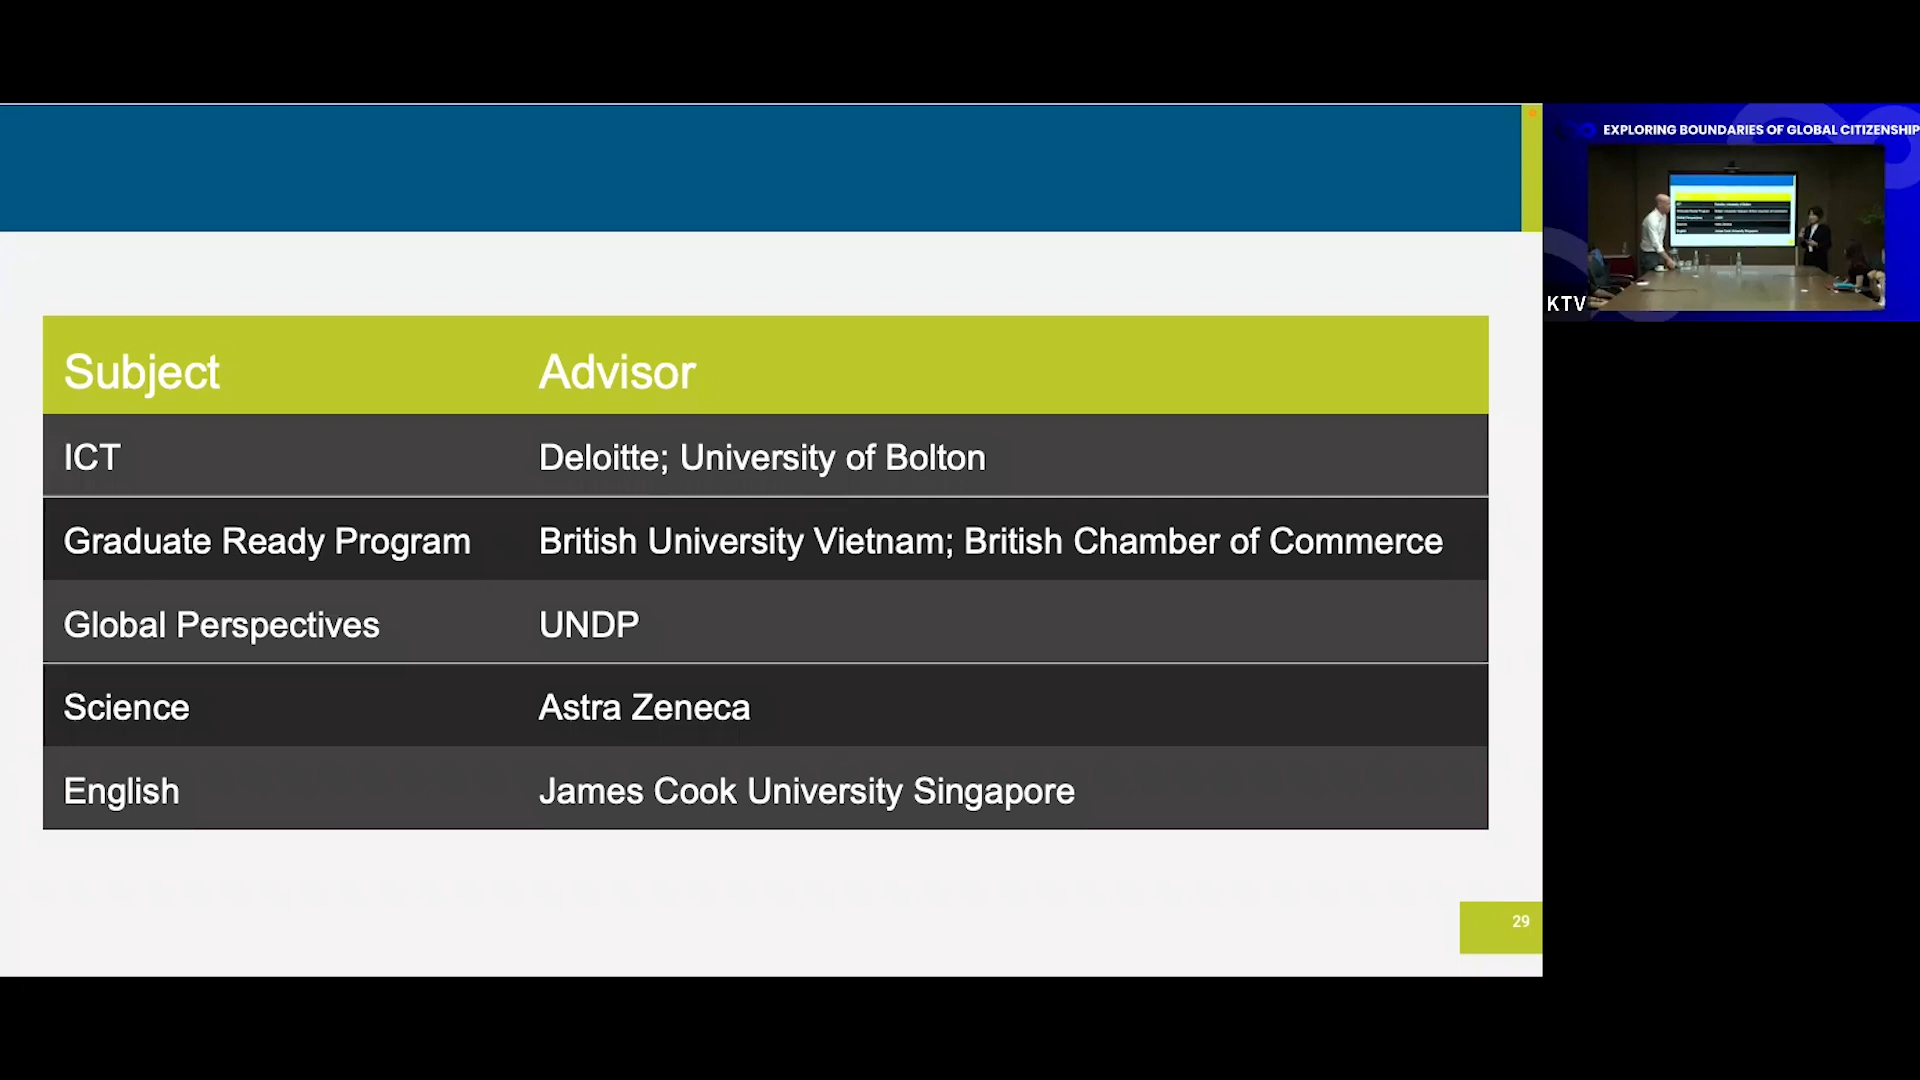 EXPLORING BOUNDARIES OF GLOBAL CITIZENSHIP
KTV
Subject Advisor
ICT Deloitte; University of Bolton
Graduate Ready Program British University Vietnam; British Chamber of Commerce
Global Perspectives UNDP
Science Astra Zeneca
English James Cook University Singapore
29